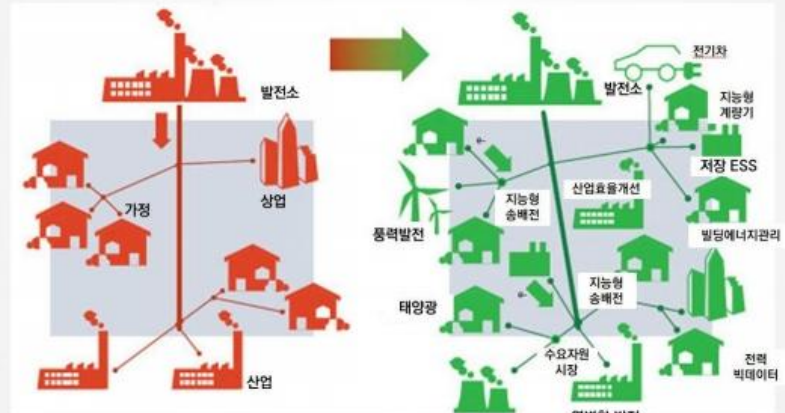 발전소
가정
상업
산업
발전소
전기차
지능형
계량기
저장 ESS
e-
지능형
송배전
산업효율개선
풍력발전
빌딩에너지관리
태양광
e-
지능형
송배전
수요자원
시장
전력
빅데이터